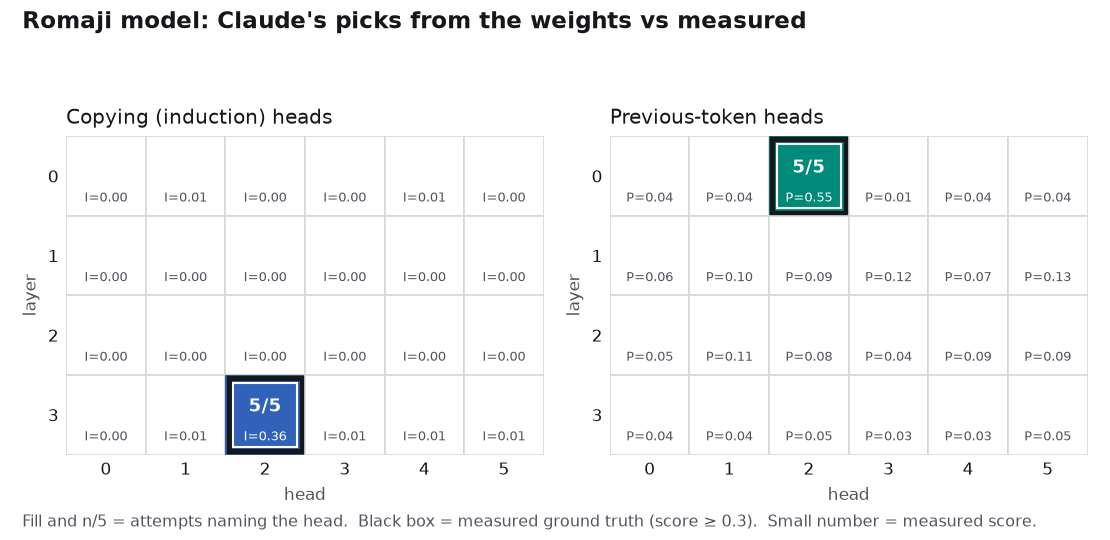 Romaji model: Claude's picks from the weights vs measured
Copying (induction) heads
layer
0
I=0.00 I=0.01 I=0.00 I=0.00 I=0.01 I=0.00
1
I=0.00 I=0.00 I=0.00 I=0.00 I=0.00 I=0.00
2
I=0.00 I=0.00 I=0.00 I=0.00 I=0.00 I=0.00
3
5/5
I=0.00 I=0.01 I=0.36 I=0.01 I=0.01 I=0.01
0 1 2 3 4 5
head
Previous-token heads
layer
0
5/5
P=0.04 P=0.04 P=0.55 P=0.01 P=0.04 P=0.04
1
P=0.06 P=0.10 P=0.09 P=0.12 P=0.07 P=0.13
2
P=0.05 P=0.11 P=0.08 P=0.04 P=0.09 P=0.09
3
P=0.04 P=0.04 P=0.05 P=0.03 P=0.03 P=0.05
0 1 2 3 4 5
head
Fill and n/5 = attempts naming the head.  Black box = measured ground truth (score ≥ 0.3).  Small number = measured score.